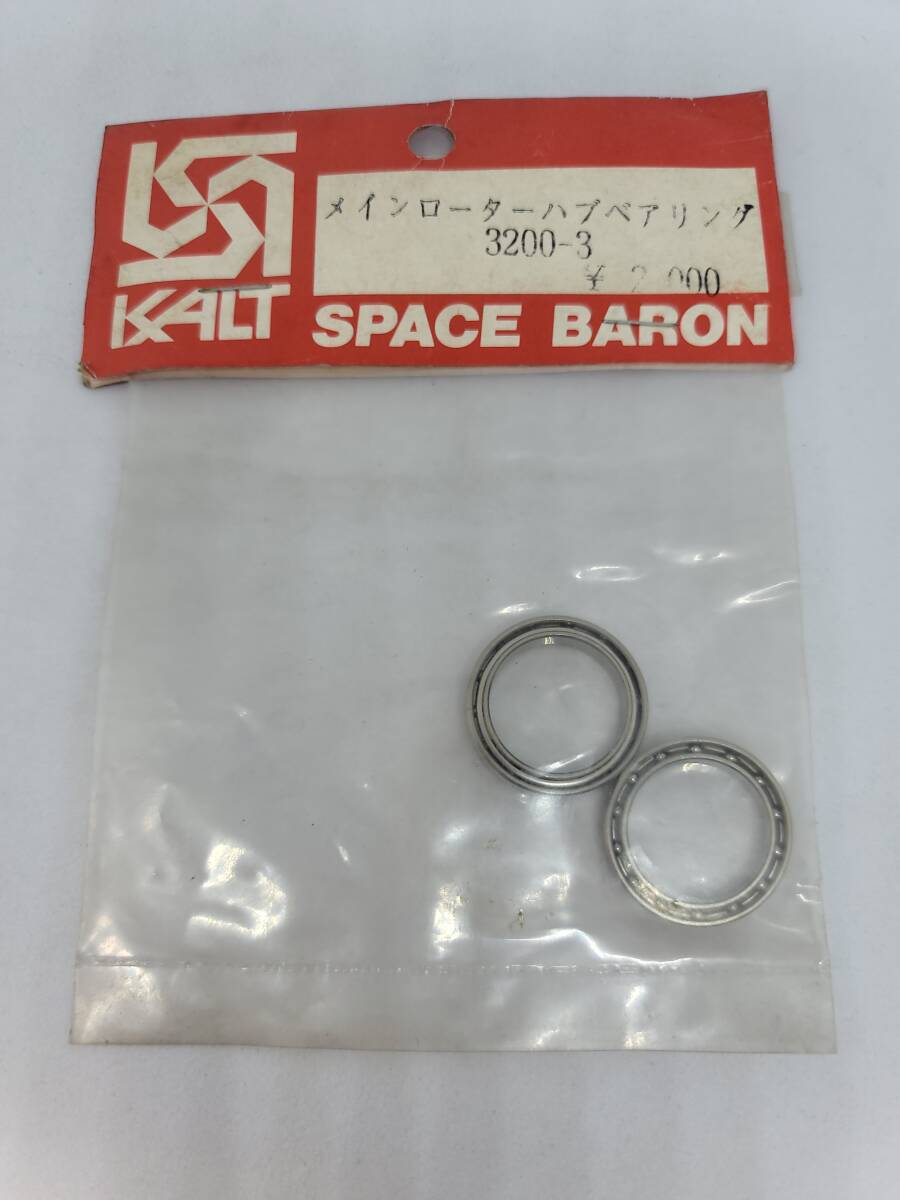 メインローターハブベアリング
3200-3
¥ 2,000
KALT
SPACE BARON